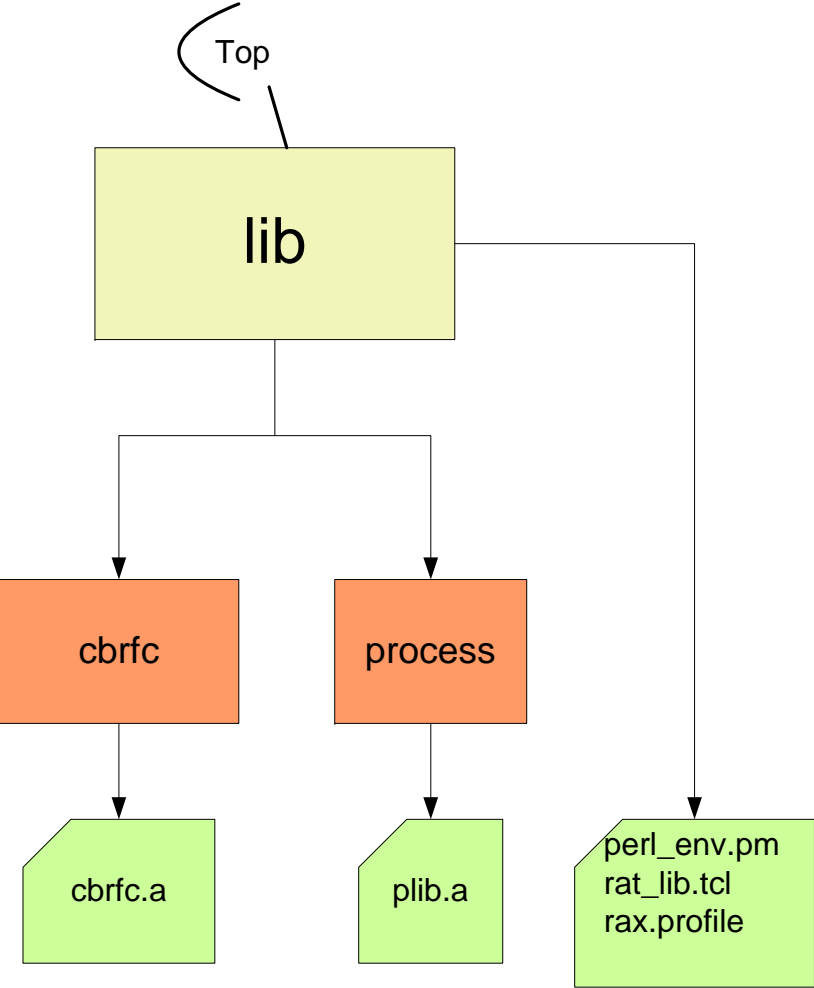 Top
lib
cbrfc
process
cbrfc.a
plib.a
perl_env.pm
rat_lib.tcl
rax.profile